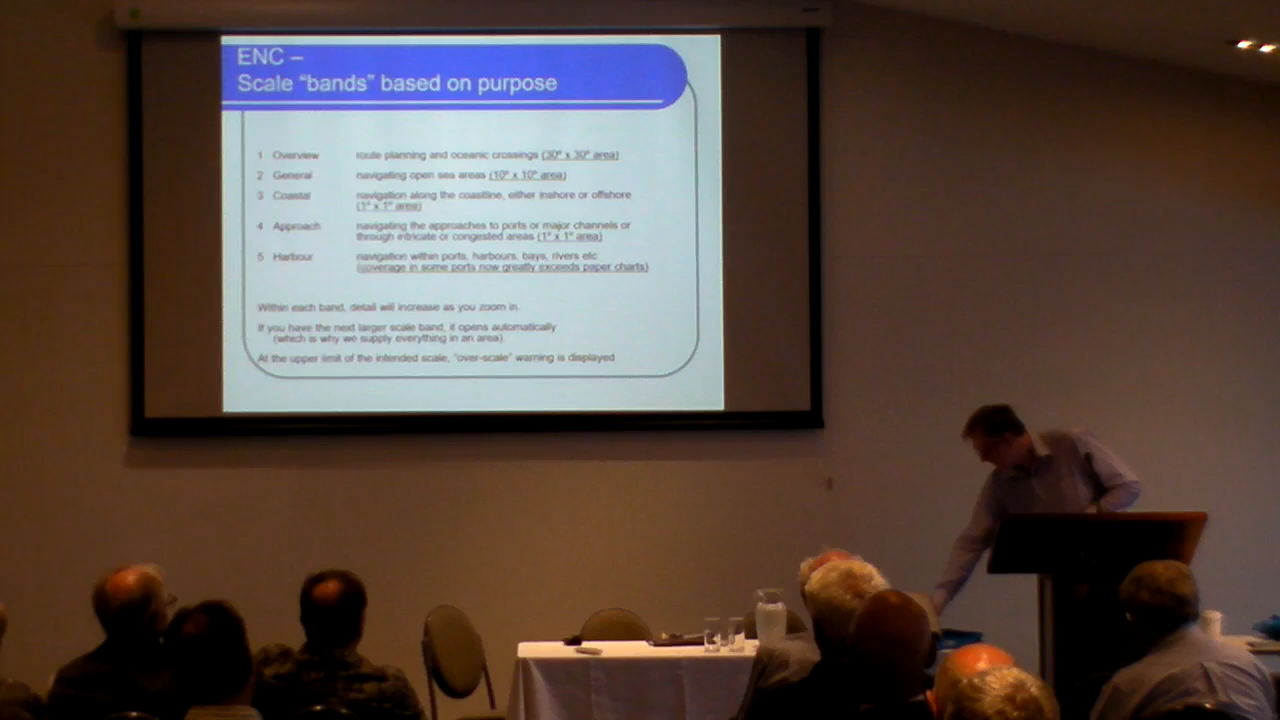 ENC –
Scale “bands” based on purpose
1 Overview route planning and oceanic crossings (30° x 30° area)
2 General navigating open sea areas (10° x 10° area)
3 Coastal navigation along the coastline, either inshore or offshore
(1° x 1° area)
4 Approach navigating the approaches to ports or major channels or
through intricate or congested areas (1° x 1° area)
5 Harbour navigation within ports, harbours, bays, rivers etc
(coverage in some ports now greatly exceeds paper charts)
Within each band, detail will increase as you zoom in.
If you have the next larger scale band, it opens automatically
(which is why we supply everything in an area).
At the upper limit of the intended scale, “over-scale” warning is displayed